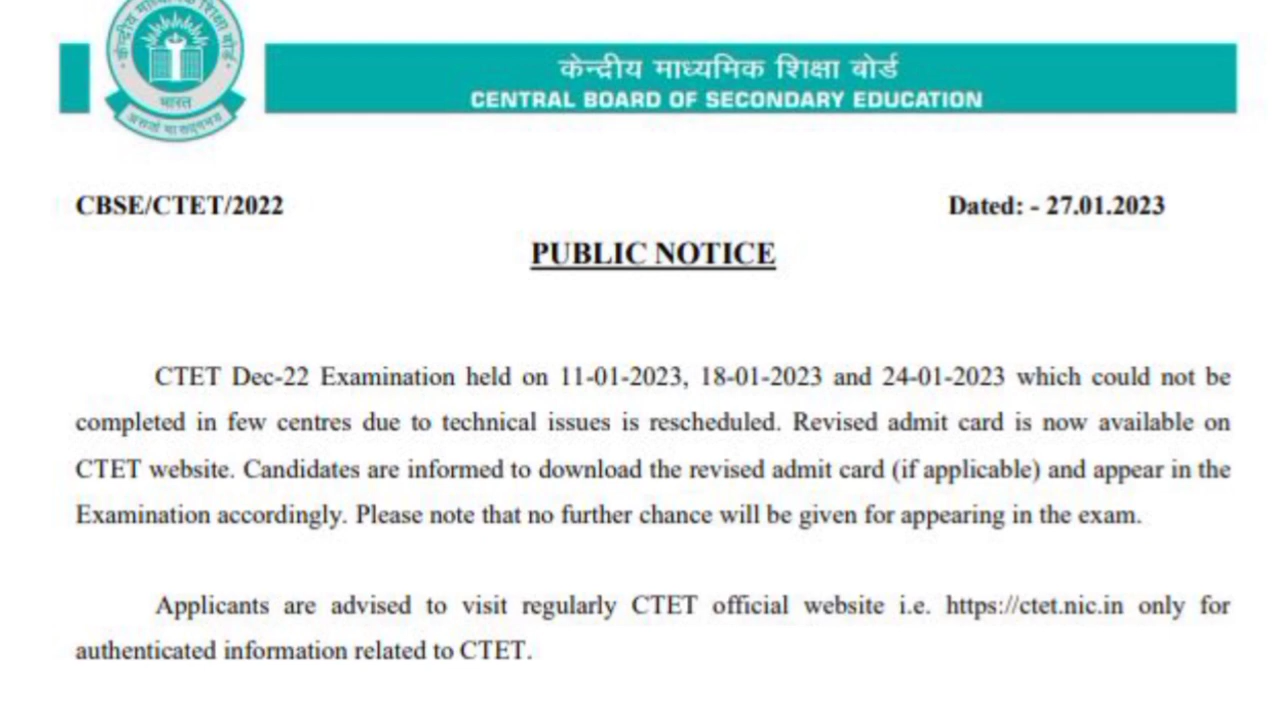 केन्द्रीय माध्यमिक शिक्षा बोर्ड
भारत
असतो मा सद्गमय
केन्द्रीय माध्यमिक शिक्षा बोर्ड
CENTRAL BOARD OF SECONDARY EDUCATION
CBSE/CTET/2022 Dated: - 27.01.2023
PUBLIC NOTICE
CTET Dec-22 Examination held on 11-01-2023, 18-01-2023 and 24-01-2023 which could not be
completed in few centres due to technical issues is rescheduled. Revised admit card is now available on
CTET website. Candidates are informed to download the revised admit card (if applicable) and appear in the
Examination accordingly. Please note that no further chance will be given for appearing in the exam.
Applicants are advised to visit regularly CTET official website i.e. https://ctet.nic.in only for
authenticated information related to CTET.